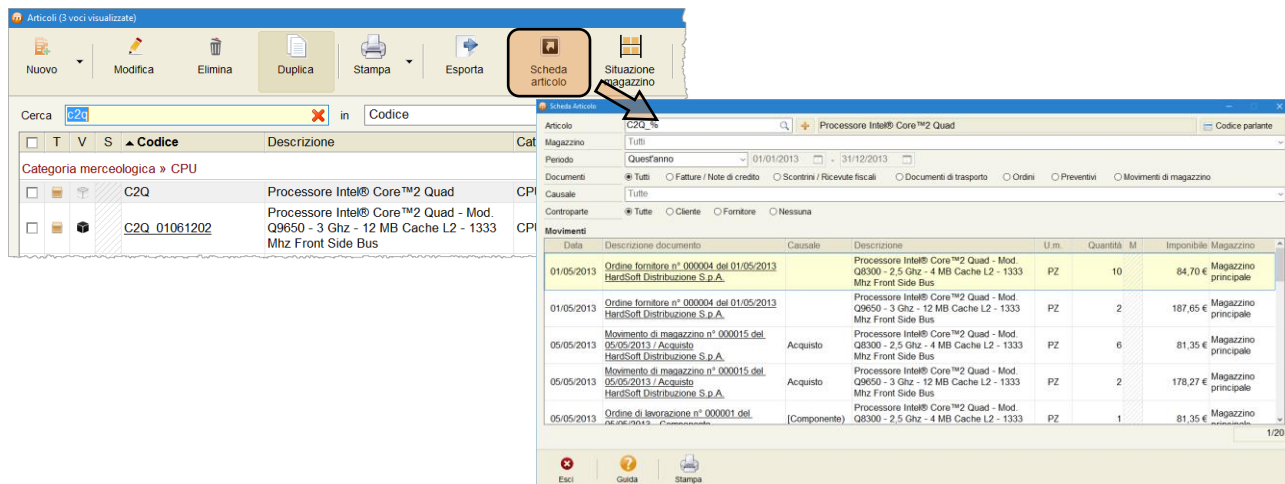 Articoli (3 voci visualizzate)
Nuovo
Modifica
Elimina
Duplica
Stampa
Esporta
Scheda articolo
Situazione magazzino
Cerca c2q in Codice
T V S Codice Descrizione Cat
Categoria merceologica » CPU
C2Q Processore Intel® Core™2 Quad CPU
C2Q_01061202 Processore Intel® Core™2 Quad - Mod.
Q9650 - 3 Ghz - 12 MB Cache L2 - 1333
Mhz Front Side Bus
Scheda Articolo
Articolo C2Q_% Processore Intel® Core™2 Quad Codice parlante
Magazzino Tutti
Periodo Quest'anno 01/01/2013 - 31/12/2013
Documenti Tutti Fatture / Note di credito Scontrini / Ricevute fiscali Documenti di trasporto Ordini Preventivi Movimenti di magazzino
Causale Tutte
Controparte Tutte Cliente Fornitore Nessuna
Movimenti
Data Descrizione documento Causale Descrizione U.m. Quantità M Imponibile Magazzino
01/05/2013 Ordine fornitore n° 000004 del 01/05/2013
HardSoft Distribuzione S.p.A.
Processore Intel® Core™2 Quad - Mod.
Q8300 - 2,5 Ghz - 4 MB Cache L2 - 1333
Mhz Front Side Bus
PZ 10 84,70 € Magazzino
principale
01/05/2013 Ordine fornitore n° 000004 del 01/05/2013
HardSoft Distribuzione S.p.A.
Processore Intel® Core™2 Quad - Mod.
Q9650 - 3 Ghz - 12 MB Cache L2 - 1333
Mhz Front Side Bus
PZ 2 187,65 € Magazzino
principale
05/05/2013 Movimento di magazzino n° 000015 del
05/05/2013 / Acquisto
HardSoft Distribuzione S.p.A.
Acquisto
Processore Intel® Core™2 Quad - Mod.
Q8300 - 2,5 Ghz - 4 MB Cache L2 - 1333
Mhz Front Side Bus
PZ 6 81,35 € Magazzino
principale
05/05/2013 Movimento di magazzino n° 000015 del
05/05/2013 / Acquisto
HardSoft Distribuzione S.p.A.
Acquisto
Processore Intel® Core™2 Quad - Mod.
Q9650 - 3 Ghz - 12 MB Cache L2 - 1333
Mhz Front Side Bus
PZ 2 178,27 € Magazzino
principale
05/05/2013 Ordine di lavorazione n° 000001 del
05/05/2013 - Componente
[Componente]
Processore Intel® Core™2 Quad - Mod.
Q8300 - 2,5 Ghz - 4 MB Cache L2 - 1333
PZ 1 81,35 € Magazzino
principale
1/20
Esci
Guida
Stampa